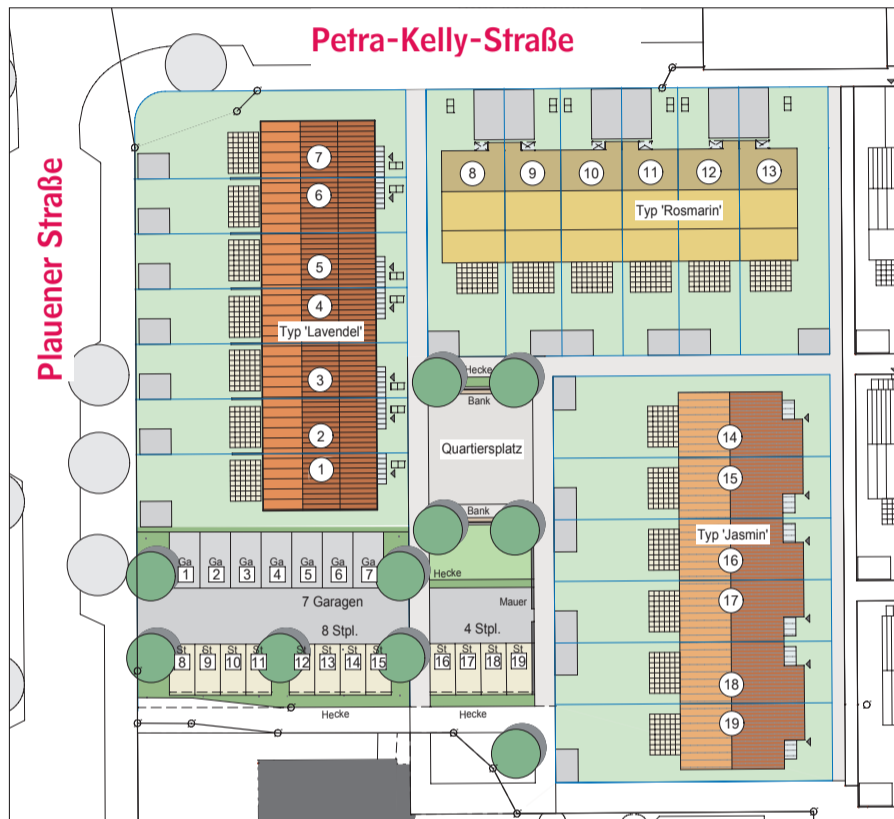 Petra-Kelly-Straße
Plauener Straße
7
6
5
4
Typ 'Lavendel'
3
2
1
8 9 10 11 12 13
Typ 'Rosmarin'
Hecke
Bank
Quartiersplatz
Bank
Hecke
Mauer
14
15
Typ 'Jasmin'
16
17
18
19
Ga Ga Ga Ga Ga Ga Ga
1 2 3 4 5 6 7
7 Garagen
8 Stpl.
4 Stpl.
St St St St St St St St St St St St
8 9 10 11 12 13 14 15 16 17 18 19
Hecke
Hecke